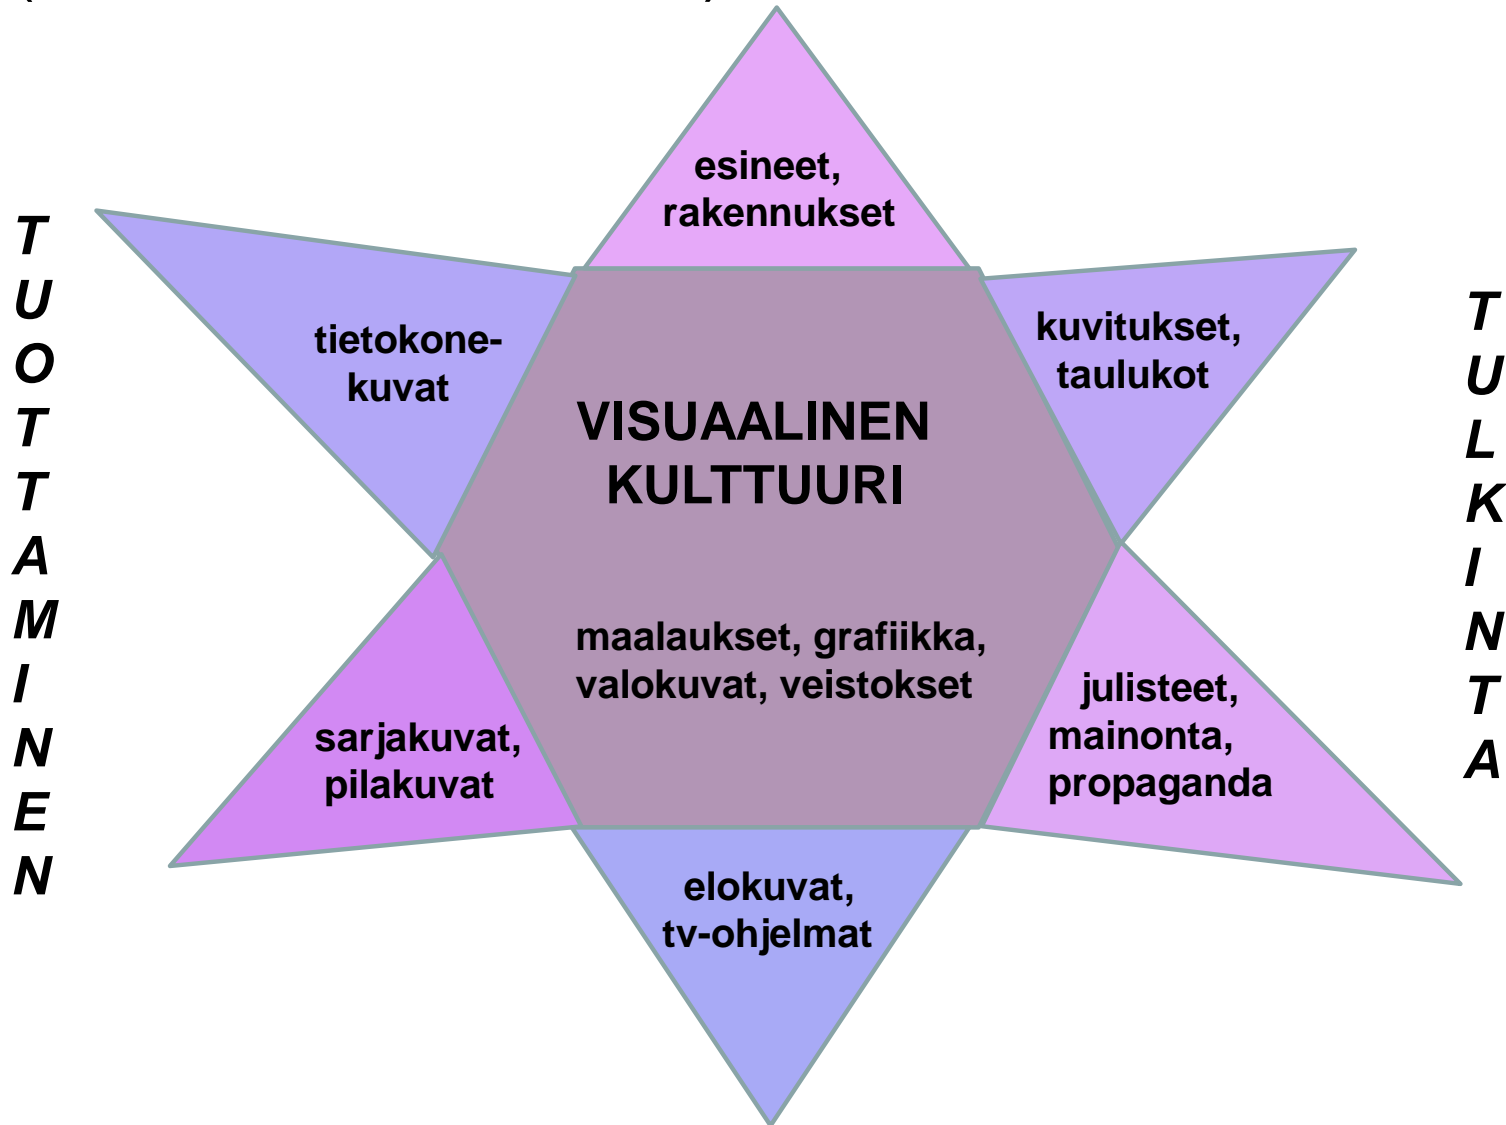 esineet,
rakennukset
TUOTTAMINEN
tietokone-
kuvat
kuvitukset,
taulukot
TULKINTA
VISUAALINEN
KULTTUURI
maalaukset, grafiikka,
valokuvat, veistokset
sarjakuvat,
pilakuvat
julisteet,
mainonta,
propaganda
elokuvat,
tv-ohjelmat